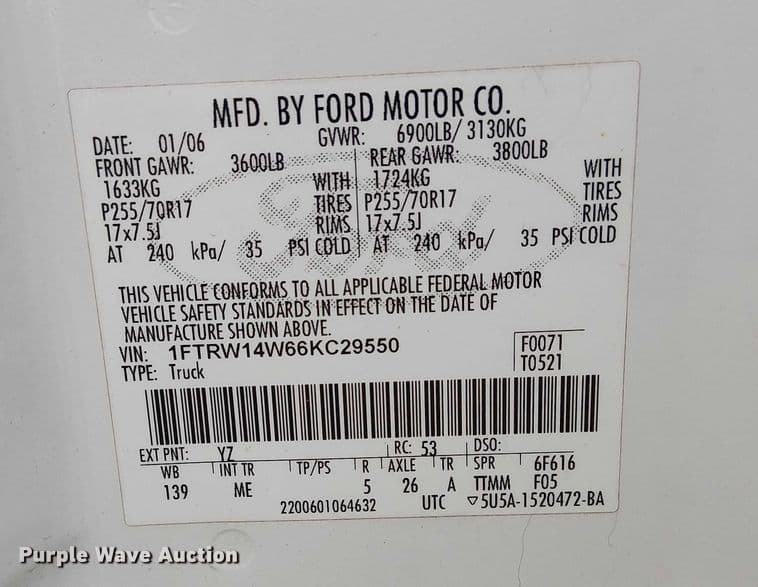 MFD. BY FORD MOTOR CO.
DATE: 01/06 GVWR: 6900LB/ 3130KG
FRONT GAWR: 3600LB REAR GAWR: 3800LB
1633KG WITH 1724KG WITH
P255/70R17 TIRES P255/70R17 TIRES
17x7.5J RIMS 17x7.5J RIMS
AT 240 kPa/ 35 PSI COLD AT 240 kPa/ 35 PSI COLD
THIS VEHICLE CONFORMS TO ALL APPLICABLE FEDERAL MOTOR
VEHICLE SAFETY STANDARDS IN EFFECT ON THE DATE OF
MANUFACTURE SHOWN ABOVE.
VIN: 1FTRW14W66KC29550 F0071
TYPE: Truck T0521
EXT PNT: YZ RC: 53 DSO:
WB INT TR TP/PS R AXLE TR SPR 6F616
139 ME 5 26 A TTMM F05
2200601064632 UTC ▽5U5A-1520472-BA
Purple Wave Auction